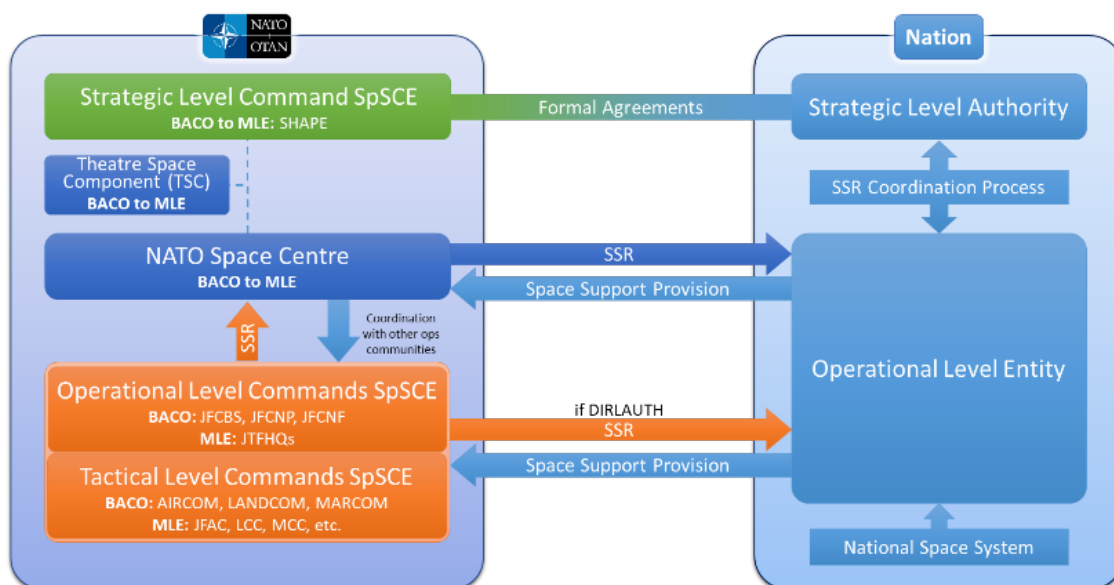 NATO
OTAN
Nation
Strategic Level Command SpSCE
BACO to MLE: SHAPE
Formal Agreements
Strategic Level Authority
Theatre Space
Component (TSC)
BACO to MLE
SSR Coordination Process
NATO Space Centre
BACO to MLE
SSR
Space Support Provision
SSR
Coordination
with other ops
communities
Operational Level Entity
Operational Level Commands SpSCE
BACO: JFCBS, JFCNP, JFCNF
MLE: JTFHQs
if DIRLAUTH
SSR
Space Support Provision
Tactical Level Commands SpSCE
BACO: AIRCOM, LANDCOM, MARCOM
MLE: JFAC, LCC, MCC, etc.
National Space System